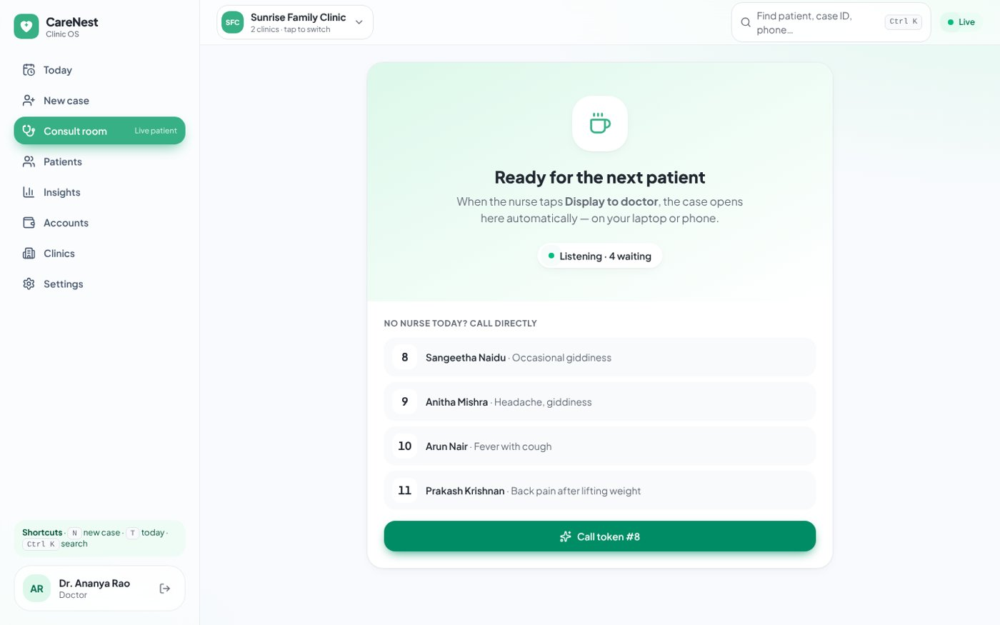 CareNest
Clinic OS
Today
New case
Consult room Live patient
Patients
Insights
Accounts
Clinics
Settings
Shortcuts · N new case · T today ·
Ctrl K search
AR
Dr. Ananya Rao
Doctor
SFC
Sunrise Family Clinic
2 clinics · tap to switch
Find patient, case ID,
phone…
Ctrl K
Live
Ready for the next patient
When the nurse taps Display to doctor, the case opens
here automatically — on your laptop or phone.
Listening · 4 waiting
NO NURSE TODAY? CALL DIRECTLY
8 Sangeetha Naidu · Occasional giddiness
9 Anitha Mishra · Headache, giddiness
10 Arun Nair · Fever with cough
11 Prakash Krishnan · Back pain after lifting weight
Call token #8